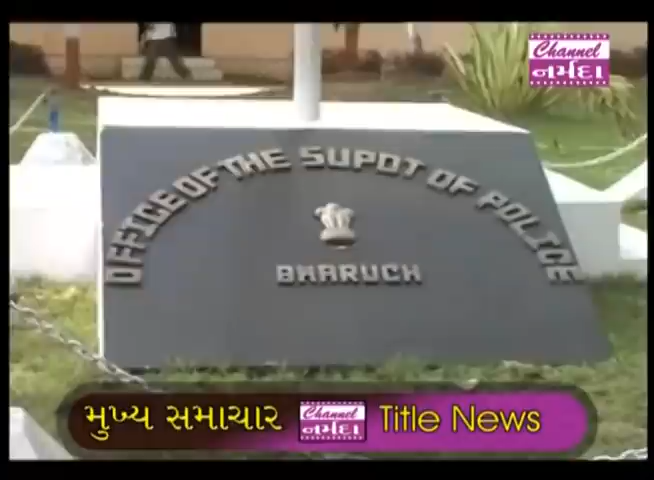 Channel
નર્મદા
OFFICE OF THE SUPDT OF POLICE
BHARUCH
મુખ્ય સમાચાર Channel નર્મદા Title News